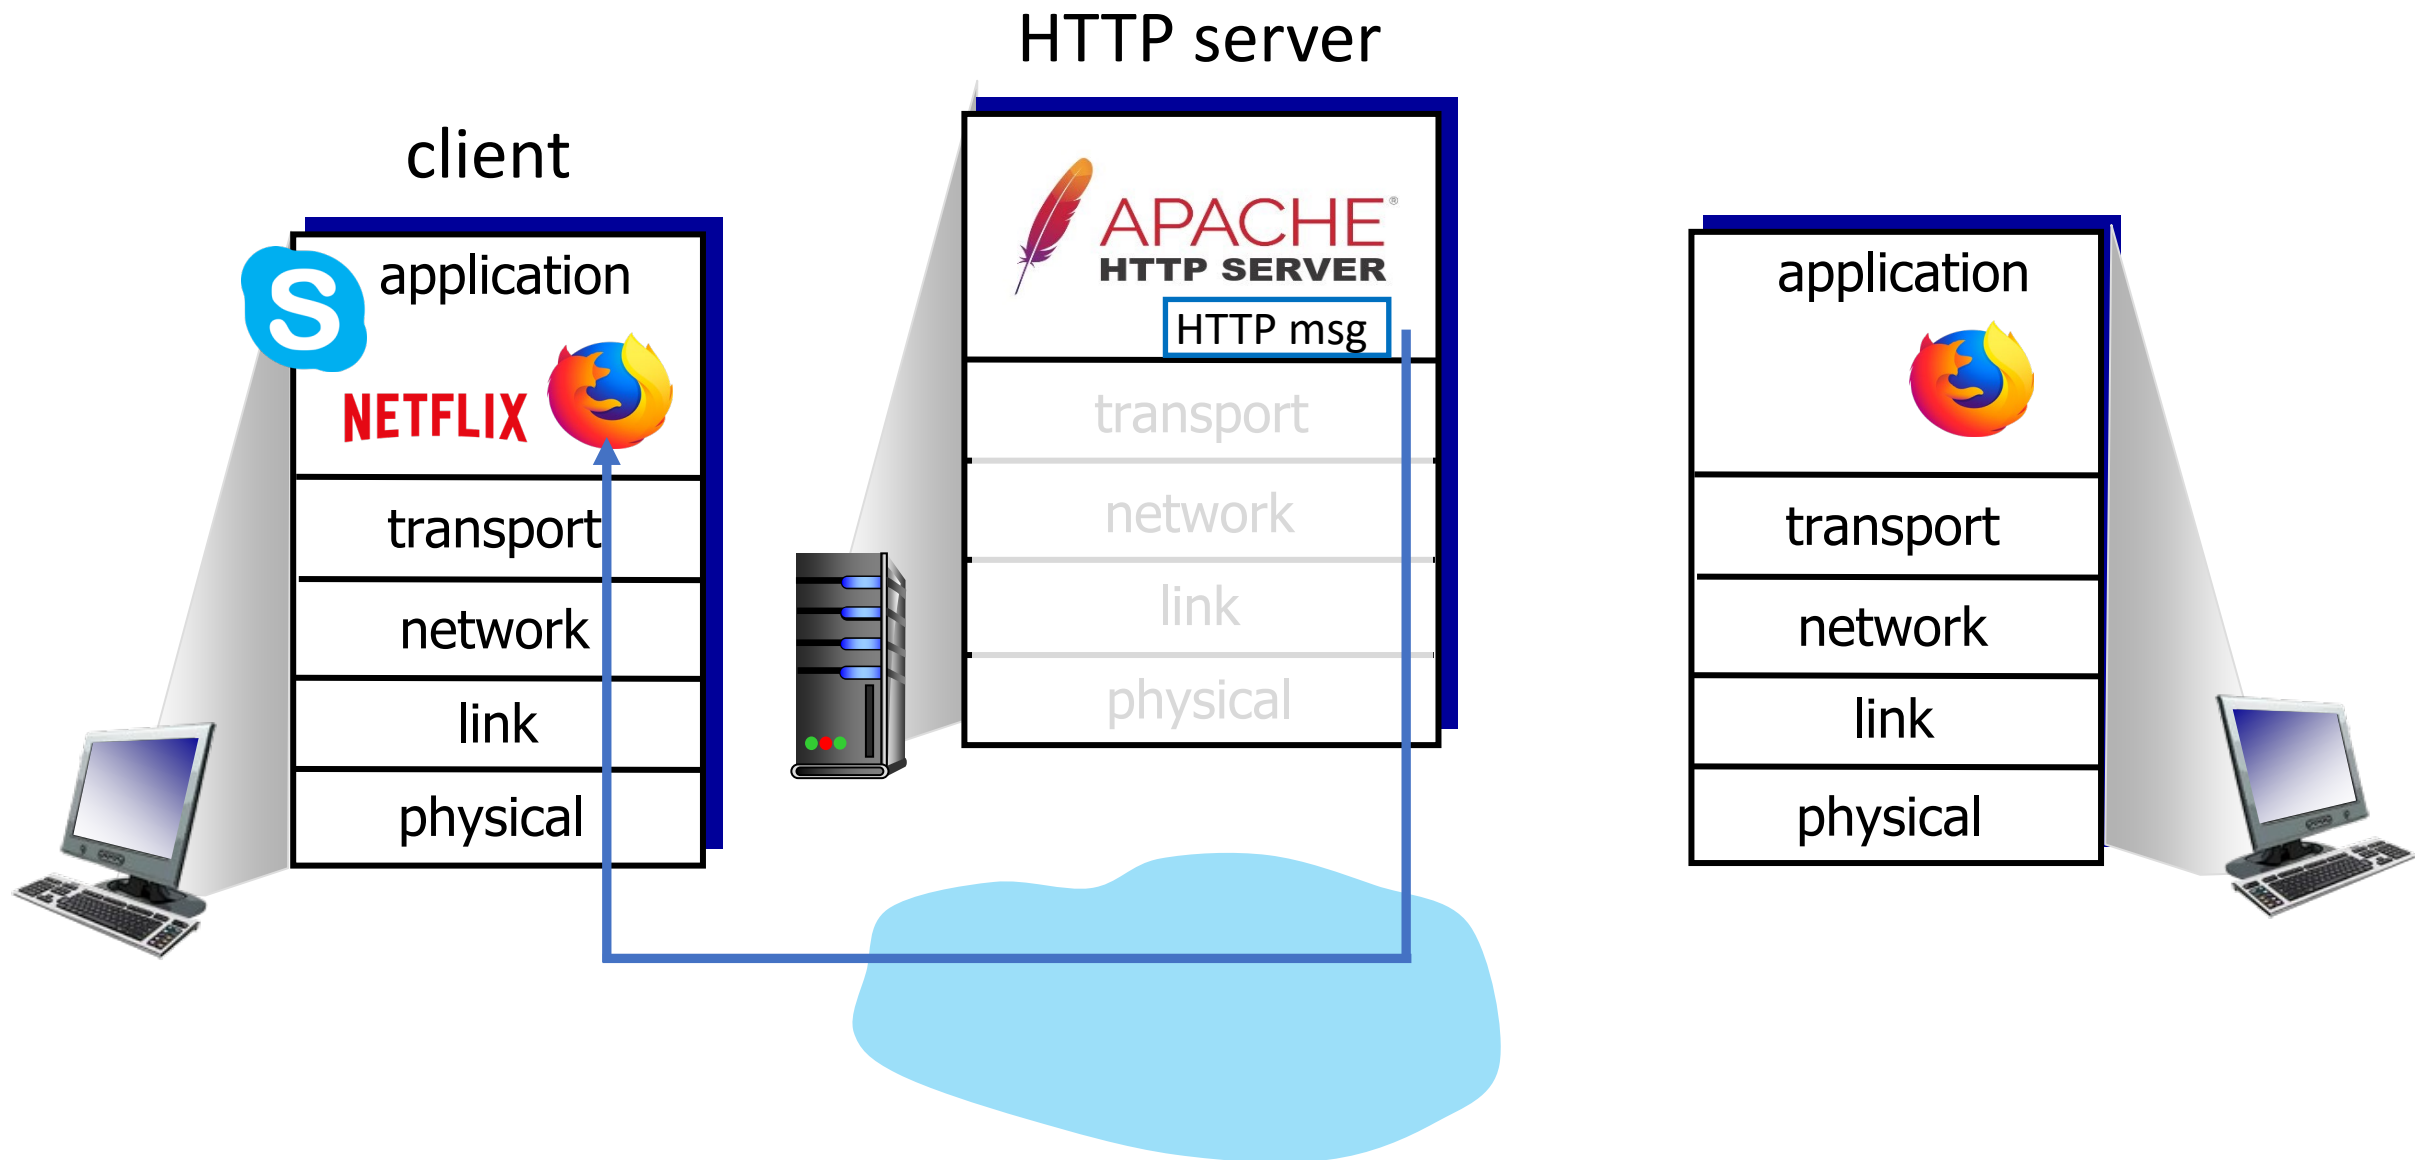 HTTP server
client
application
S
NETFLIX
transport
network
link
physical
APACHE®
HTTP SERVER
HTTP msg
transport
network
link
physical
application
transport
network
link
physical